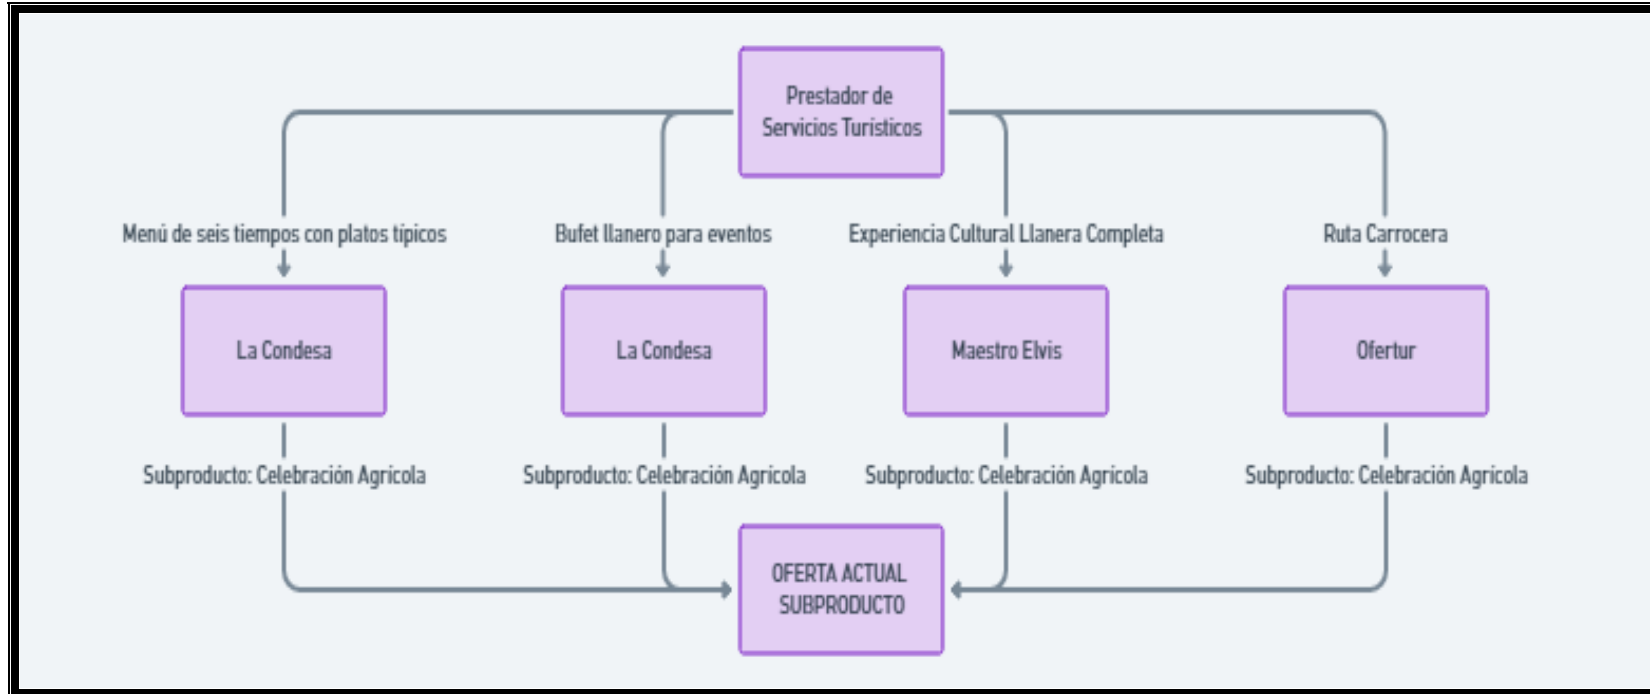 Prestador de
Servicios Turísticos
Menú de seis tiempos con platos típicos
Bufet llanero para eventos
Experiencia Cultural Llanera Completa
Ruta Carrocera
La Condesa
La Condesa
Maestro Elvis
Ofertur
Subproducto: Celebración Agrícola
Subproducto: Celebración Agrícola
Subproducto: Celebración Agrícola
Subproducto: Celebración Agrícola
OFERTA ACTUAL
SUBPRODUCTO